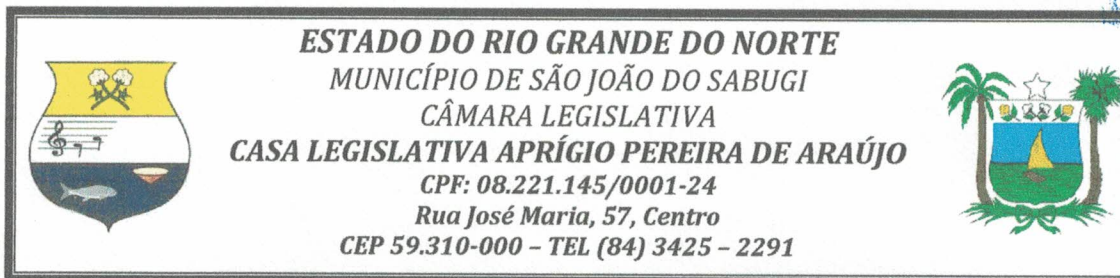 ESTADO DO RIO GRANDE DO NORTE
MUNICÍPIO DE SÃO JOÃO DO SABUGI
CÂMARA LEGISLATIVA
CASA LEGISLATIVA APRÍGIO PEREIRA DE ARAÚJO
CPF: 08.221.145/0001-24
Rua José Maria, 57, Centro
CEP 59.310-000 – TEL (84) 3425 – 2291